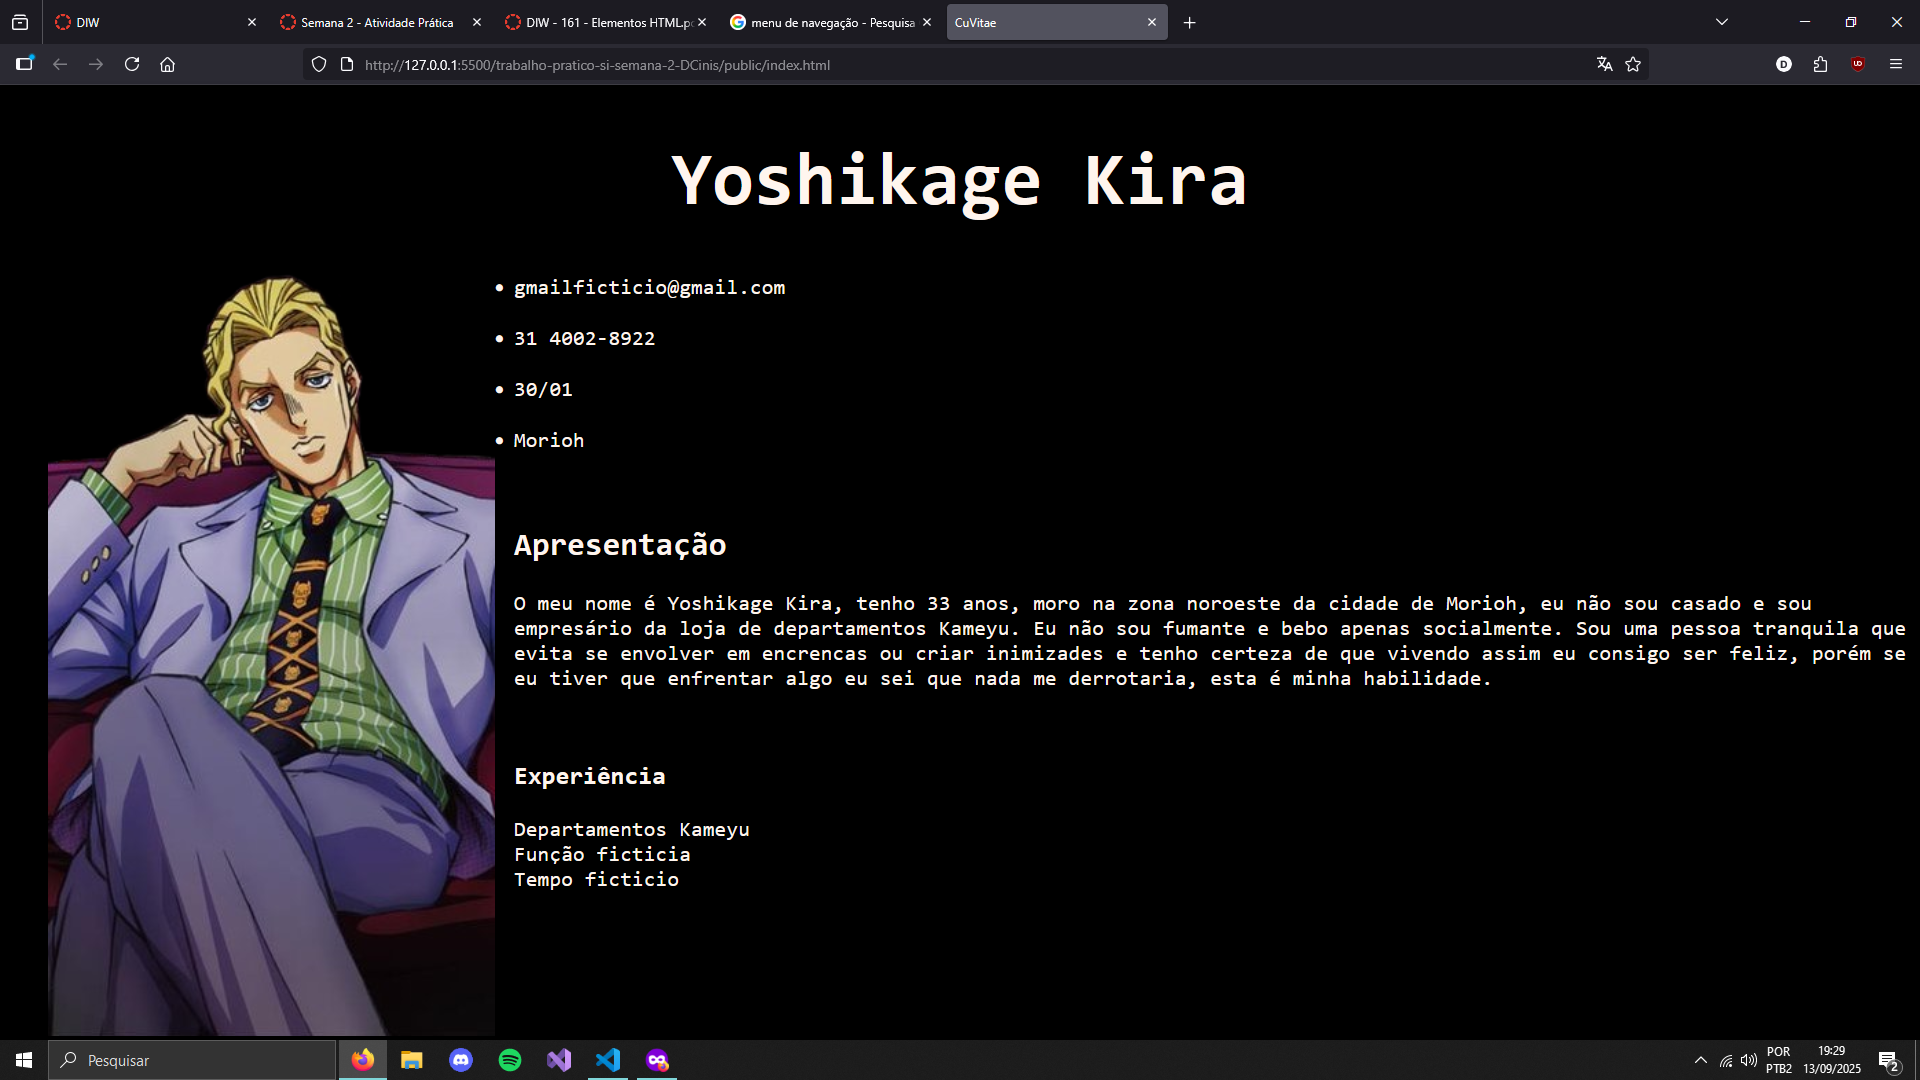 DIW
Semana 2 - Atividade Prática
DIW - 161 - Elementos HTML.p
menu de navegação - Pesquisa
CuVitae
http://127.0.0.1:5500/trabalho-pratico-si-semana-2-DCinis/public/index.html
D
Yoshikage Kira
• gmailficticio@gmail.com
• 31 4002-8922
• 30/01
• Morioh
Apresentação
O meu nome é Yoshikage Kira, tenho 33 anos, moro na zona noroeste da cidade de Morioh, eu não sou casado e sou
empresário da loja de departamentos Kameyu. Eu não sou fumante e bebo apenas socialmente. Sou uma pessoa tranquila que
evita se envolver em encrencas ou criar inimizades e tenho certeza de que vivendo assim eu consigo ser feliz, porém se
eu tiver que enfrentar algo eu sei que nada me derrotaria, esta é minha habilidade.
Experiência
Departamentos Kameyu
Função ficticia
Tempo ficticio
Pesquisar
POR
PTB2
19:29
13/09/2025
2